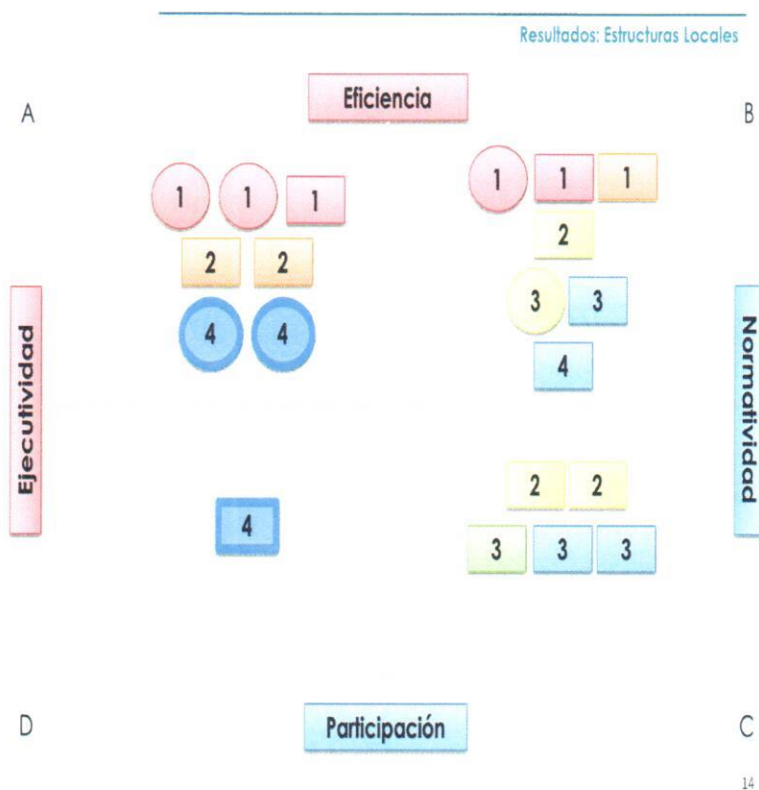 Resultados: Estructuras Locales
Eficiencia
A
B
1 1 1
1 1 1
2 2
2
4 4
3 3
4
Ejecutividad
Normatividad
4
2 2
3 3 3
D
Participación
C
14